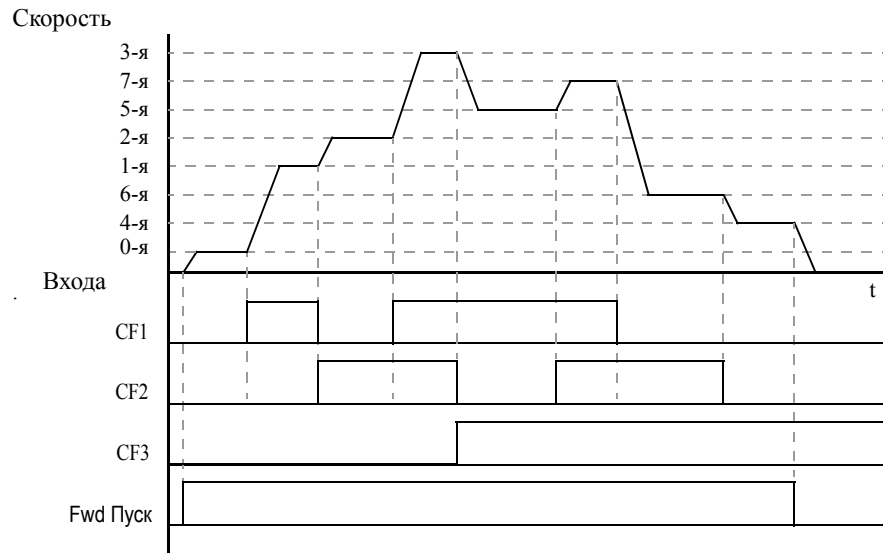 Скорость
3-я
7-я
5-я
2-я
1-я
6-я
4-я
0-я
Входа
t
.
CF1
CF2
CF3
Fwd Пуск